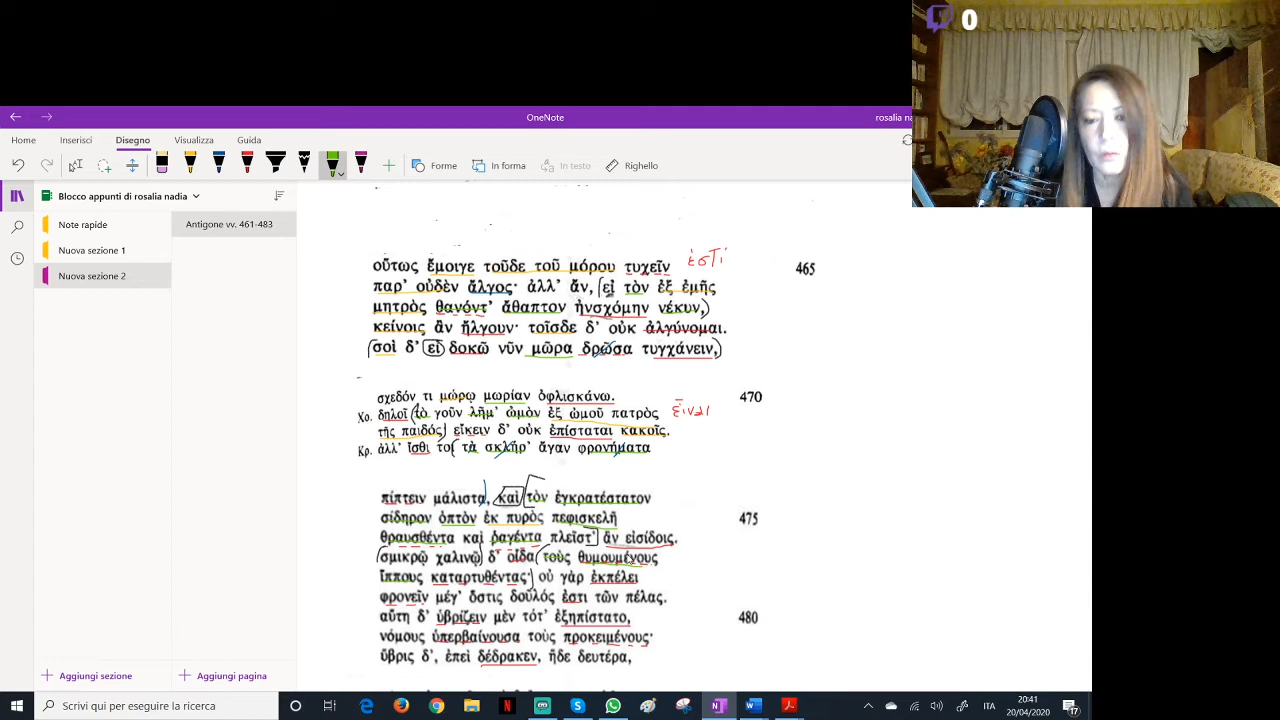 0
OneNote
rosalia na
Home Inserisci Disegno Visualizza Guida
Forme In forma In testo Righello
Blocco appunti di rosalia nadia
Antigone vv. 461-483
Note rapide
Nuova sezione 1
Nuova sezione 2
οὕτως ἔμοιγε τοῦδε τοῦ μόρου τυχεῖν ἐστι 465
παρ' οὐδὲν ἄλγος· ἀλλ' ἄν, (εἰ τὸν ἐξ ἐμῆς
μητρὸς θανόντ' ἄθαπτον ἠνσχόμην νέκυν,)
κείνοις ἂν ἤλγουν· τοῖσδε δ' οὐκ ἀλγύνομαι.
(σοὶ δ' εἰ δοκῶ νῦν μῶρα δρῶσα τυγχάνειν,)
σχεδόν τι μώρῳ μωρίαν ὀφλισκάνω. 470
Χο. δηλοῖ (τὸ γοῦν λῆμ' ὠμὸν ἐξ ὠμοῦ πατρὸς εἶναι
τῆς παιδός) εἴκειν δ' οὐκ ἐπίσταται κακοῖς.
Κρ. ἀλλ' ἴσθι τοι (τὰ σκλήρ' ἄγαν φρονήματα
πίπτειν μάλιστα), καὶ [τὸν ἐγκρατέστατον
σίδηρον ὀπτὸν ἐκ πυρὸς περισκελῆ 475
θραυσθέντα καὶ ῥαγέντα πλεῖστ'] ἂν εἰσίδοις.
(σμικρῷ χαλινῷ) δ' οἶδα (τοὺς θυμουμένους
ἵππους καταρτυθέντας·) οὐ γὰρ ἐκπέλει
φρονεῖν μέγ' ὅστις δοῦλός ἐστι τῶν πέλας.
αὕτη δ' ὑβρίζειν μὲν τότ' ἐξηπίστατο, 480
νόμους ὑπερβαίνουσα τοὺς προκειμένους·
ὕβρις δ', ἐπεὶ δέδρακεν, ἥδε δευτέρα,
Aggiungi sezione Aggiungi pagina
Scrivi qui per eseguire la ricerca
ITA
20:41
20/04/2020
17